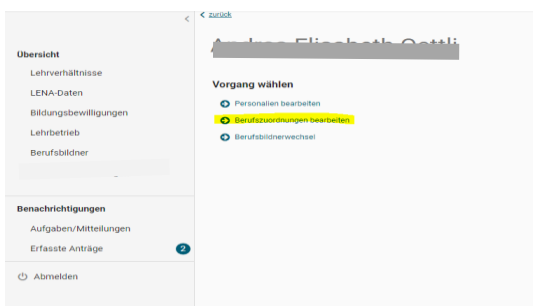 zurück
Übersicht
Lehrverhältnisse
LENA-Daten
Bildungsbewilligungen
Lehrbetrieb
Berufsbildner
Benachrichtigungen
Aufgaben/Mitteilungen
Erfasste Anträge 2
Abmelden
Vorgang wählen
Personalien bearbeiten
Berufszuordnungen bearbeiten
Berufsbildnerwechsel